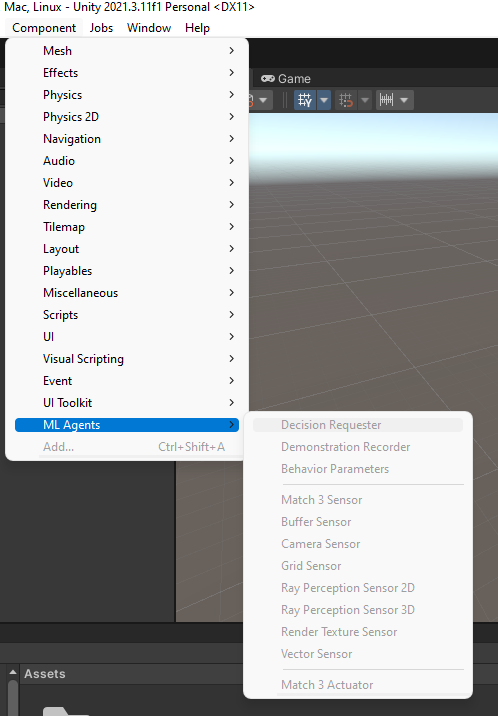 Mac, Linux - Unity 2021.3.11f1 Personal <DX11>
Component Jobs Window Help
Mesh
Effects
Physics
Physics 2D
Navigation
Audio
Video
Rendering
Tilemap
Layout
Playables
Miscellaneous
Scripts
UI
Visual Scripting
Event
UI Toolkit
ML Agents
Add... Ctrl+Shift+A
Game
Decision Requester
Demonstration Recorder
Behavior Parameters
Match 3 Sensor
Buffer Sensor
Camera Sensor
Grid Sensor
Ray Perception Sensor 2D
Ray Perception Sensor 3D
Render Texture Sensor
Vector Sensor
Match 3 Actuator
Assets